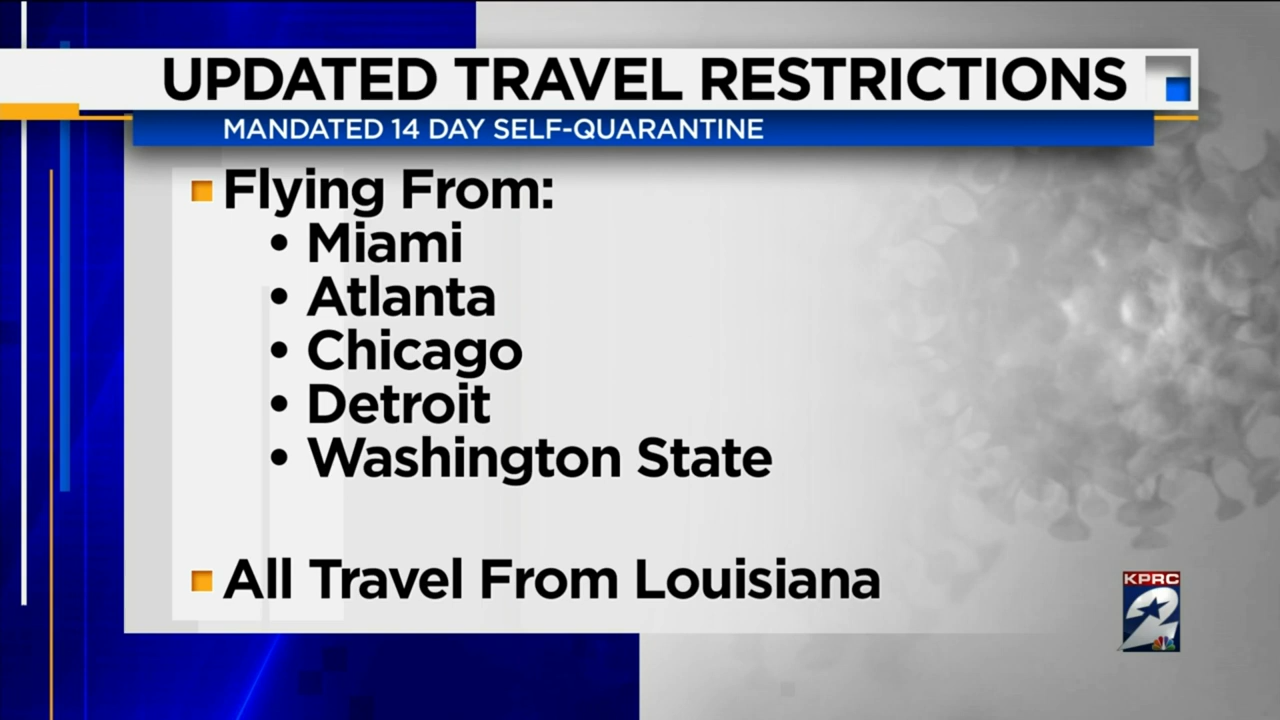 UPDATED TRAVEL RESTRICTIONS
MANDATED 14 DAY SELF-QUARANTINE
Flying From:
• Miami
• Atlanta
• Chicago
• Detroit
• Washington State
All Travel From Louisiana
KPRC
2